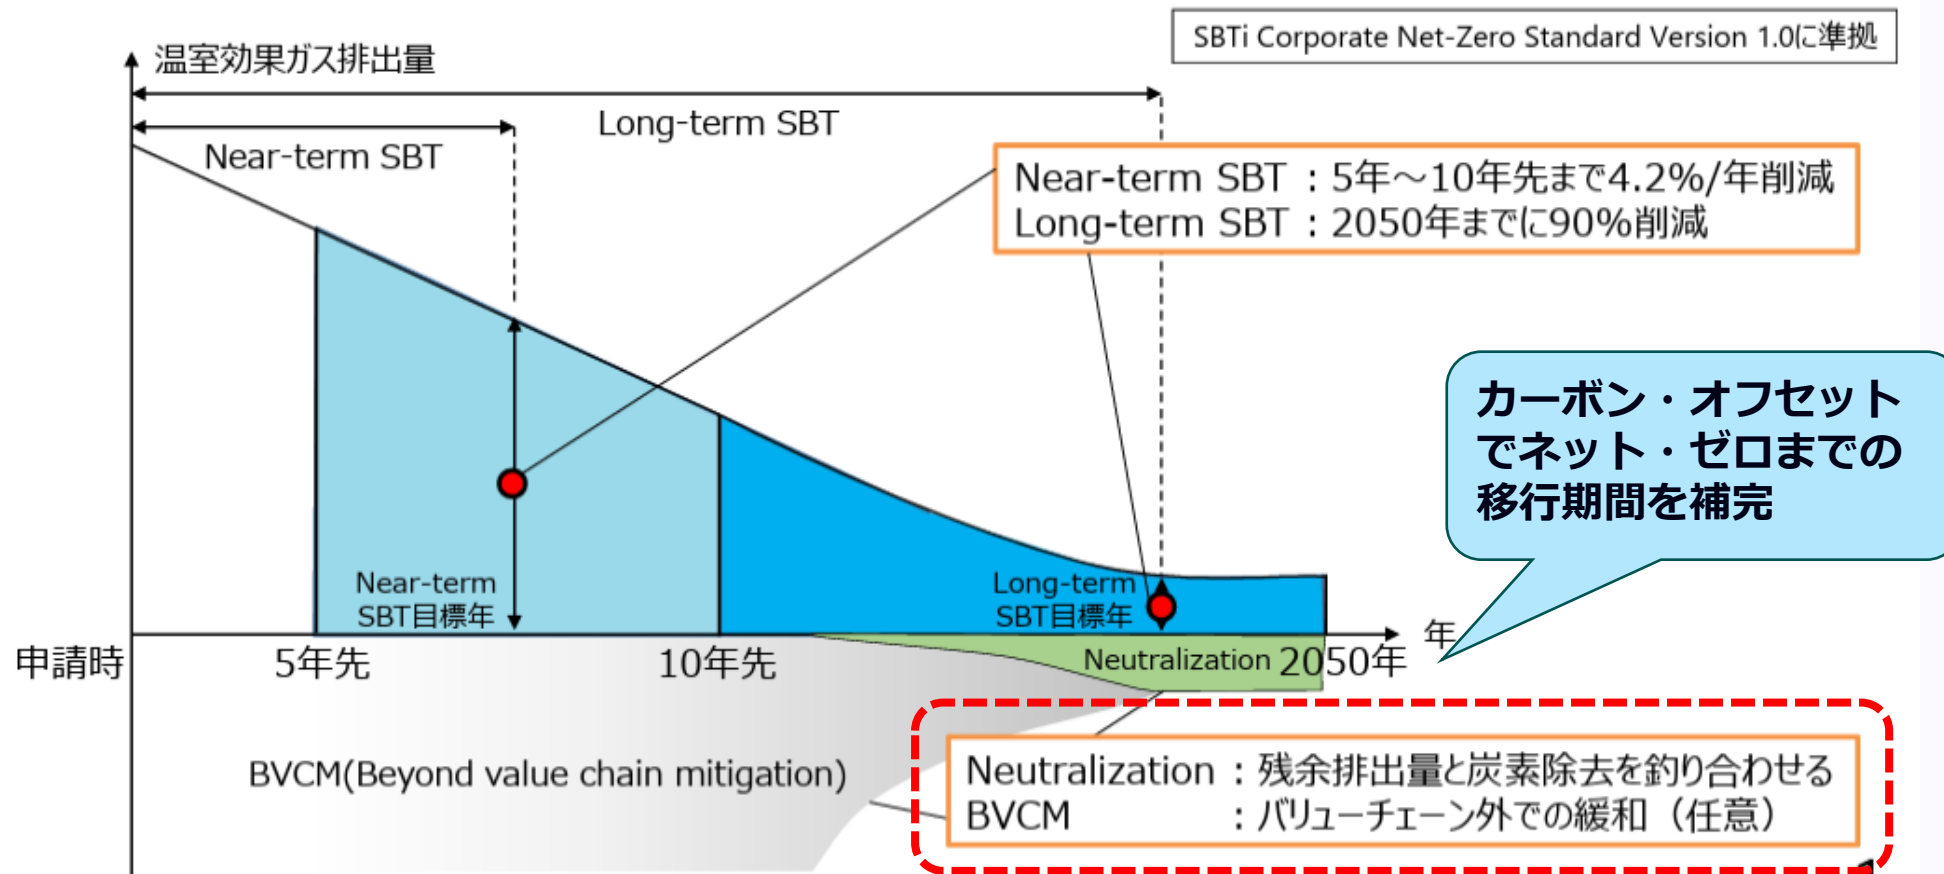 SBTi Corporate Net-Zero Standard Version 1.0に準拠
温室効果ガス排出量
Long-term SBT
Near-term SBT
Near-term SBT：5年～10年先まで4.2%/年削減
Long-term SBT：2050年までに90%削減
カーボン・オフセット
でネット・ゼロまでの
移行期間を補完
Near-term
SBT目標年
Long-term
SBT目標年
年
申請時
5年先
10年先
Neutralization
2050年
BVCM(Beyond value chain mitigation)
Neutralization：残余排出量と炭素除去を釣り合わせる
BVCM：バリューチェーン外での緩和（任意）